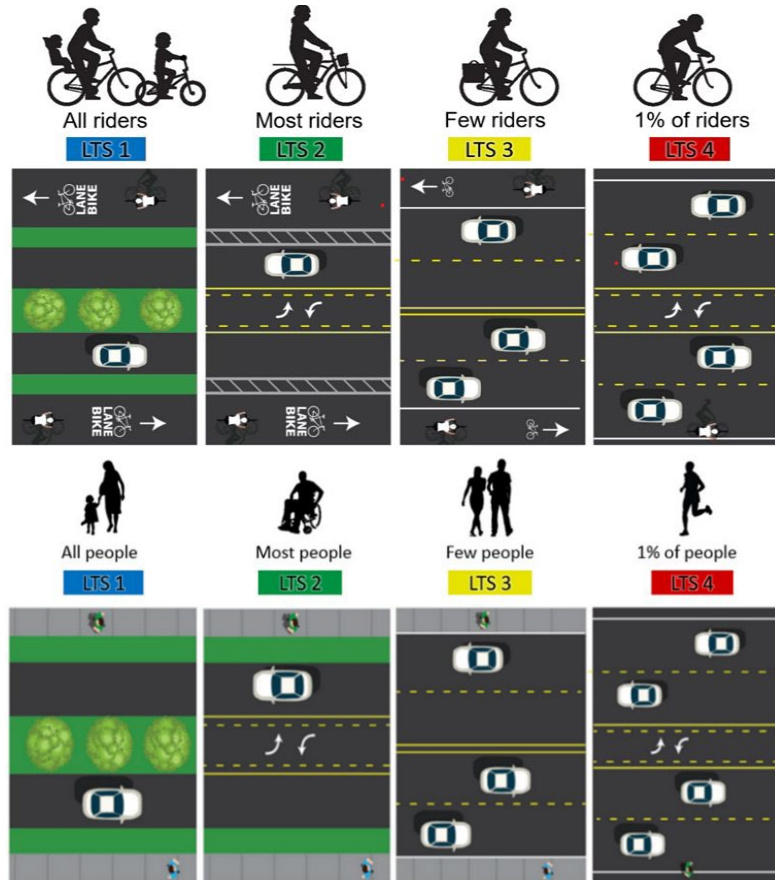 All riders
Most riders
Few riders
1% of riders
LTS 1
LTS 2
LTS 3
LTS 4
LANE
BIKE
LANE
BIKE
LANE
BIKE
LANE
BIKE
All people
Most people
Few people
1% of people
LTS 1
LTS 2
LTS 3
LTS 4